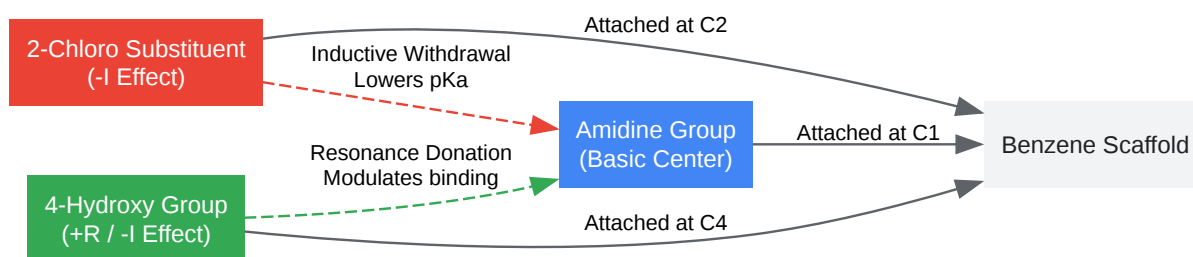 2-Chloro Substituent
(-I Effect)
Attached at C2
Inductive Withdrawal
Lowers pKa
Amidine Group
(Basic Center)
Attached at C1
Benzene Scaffold
Resonance Donation
Modulates binding
4-Hydroxy Group
(+R / -I Effect)
Attached at C4